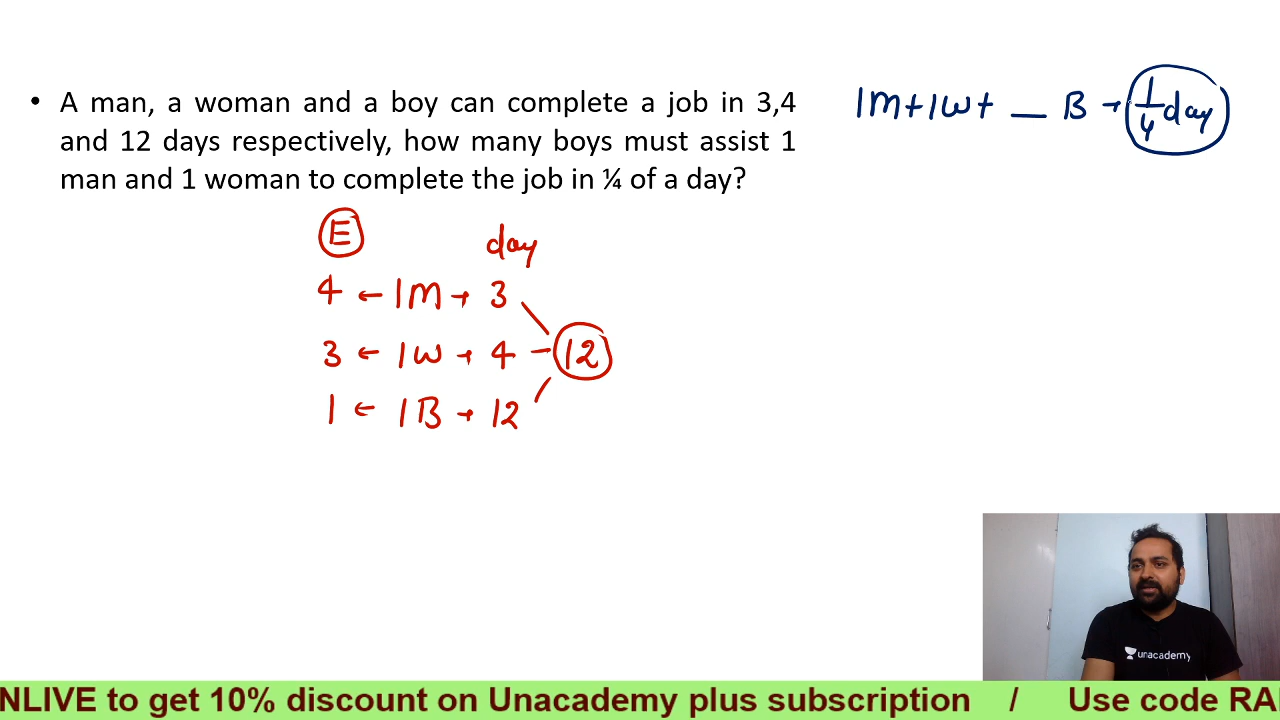 • A man, a woman and a boy can complete a job in 3,4
and 12 days respectively, how many boys must assist 1
man and 1 woman to complete the job in ¼ of a day?
1M+1W+ __ B → 1/4 day
E day
4 ← 1M → 3
3 ← 1W → 4 12
1 ← 1B → 12
unacademy
NLIVE to get 10% discount on Unacademy plus subscription / Use code RA